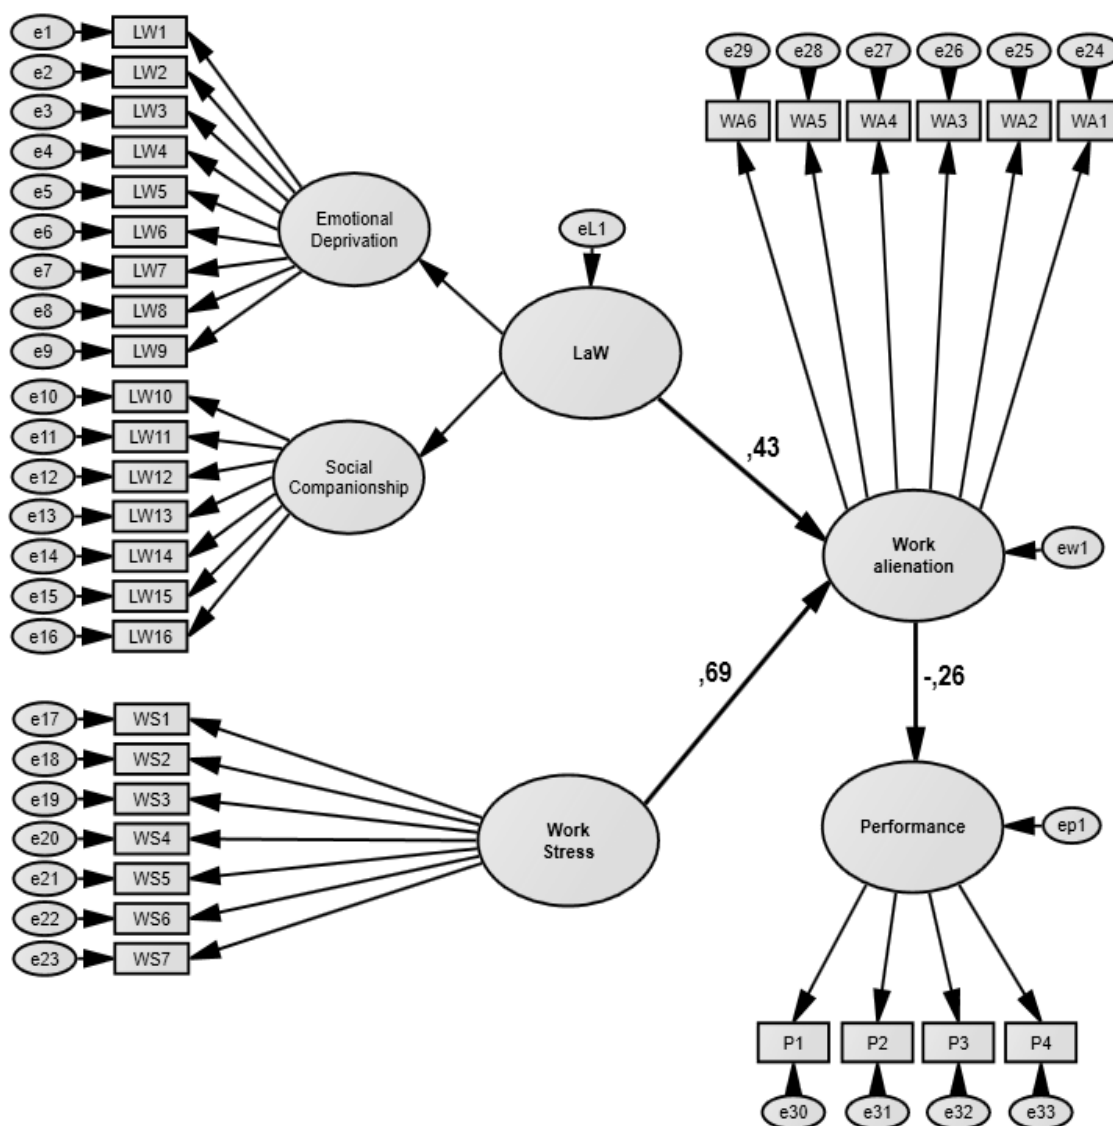 e1 LW1
e2 LW2
e3 LW3
e4 LW4
e5 LW5
e6 LW6
e7 LW7
e8 LW8
e9 LW9
e10 LW10
e11 LW11
e12 LW12
e13 LW13
e14 LW14
e15 LW15
e16 LW16
Emotional
Deprivation
Social
Companionship
eL1
LaW
,43
e17 WS1
e18 WS2
e19 WS3
e20 WS4
e21 WS5
e22 WS6
e23 WS7
Work
Stress
,69
e29 e28 e27 e26 e25 e24
WA6 WA5 WA4 WA3 WA2 WA1
Work
alienation
ew1
-,26
Performance
ep1
P1 P2 P3 P4
e30 e31 e32 e33